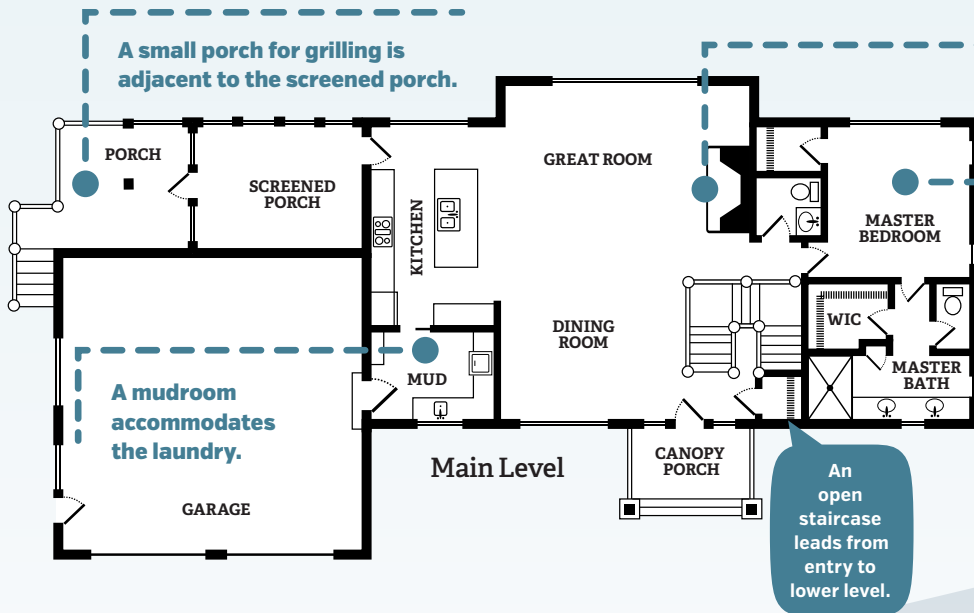 A small porch for grilling is
adjacent to the screened porch.
PORCH
SCREENED
PORCH
GREAT ROOM
KITCHEN
MASTER
BEDROOM
WIC
DINING
ROOM
MUD
MASTER
BATH
A mudroom
accommodates
the laundry.
Main Level
CANOPY
PORCH
GARAGE
An
open
staircase
leads from
entry to
lower level.